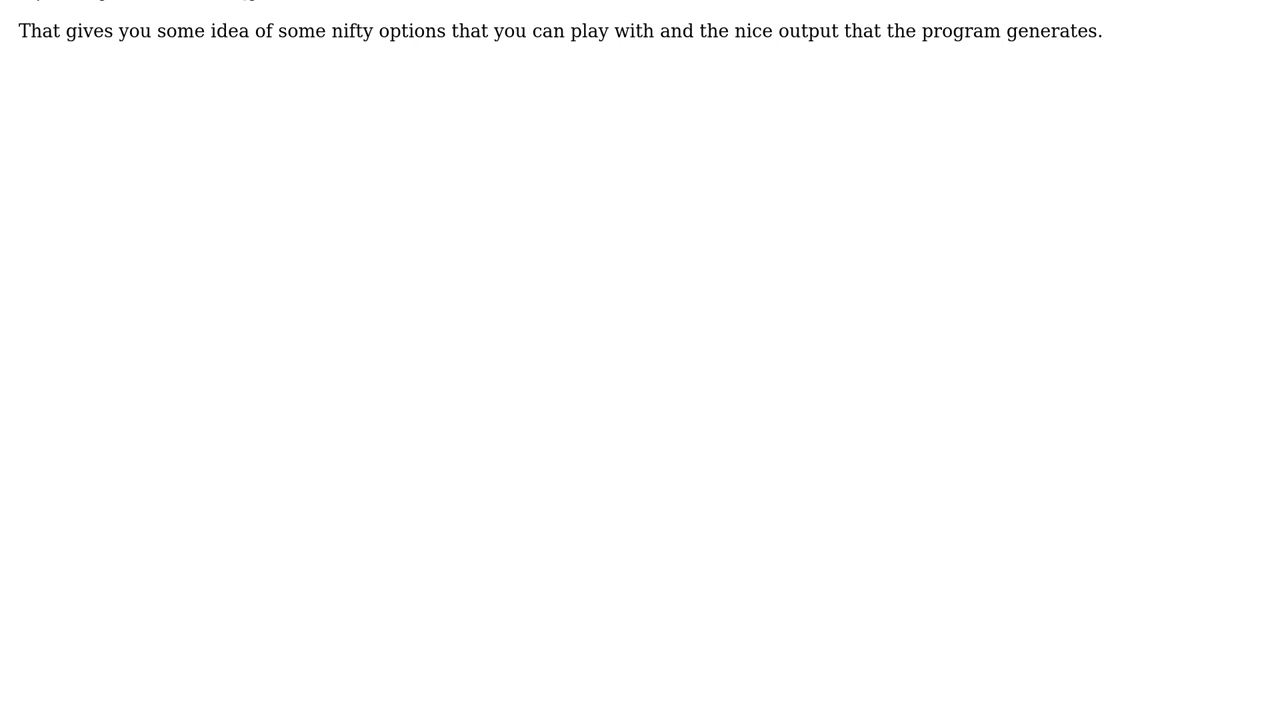 That gives you some idea of some nifty options that you can play with and the nice output that the program generates.